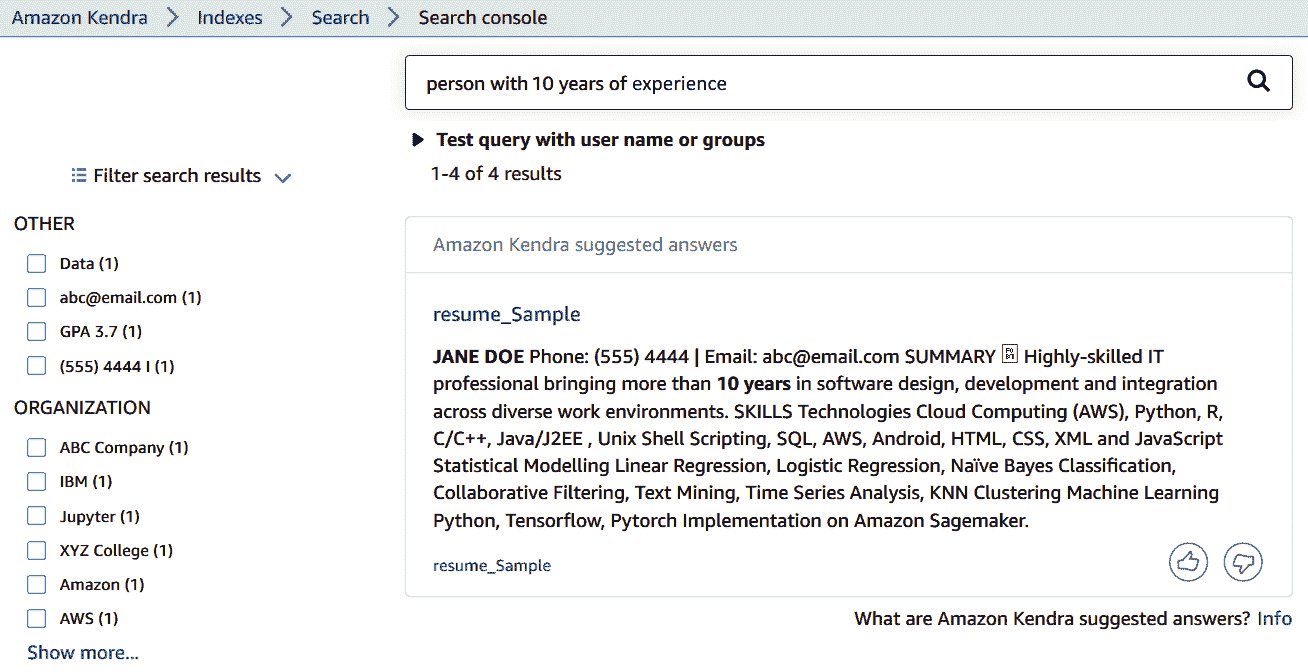 Amazon Kendra > Indexes > Search > Search console
person with 10 years of experience
Test query with user name or groups
1-4 of 4 results
Filter search results
OTHER
Data (1)
abc@email.com (1)
GPA 3.7 (1)
(555) 4444 I (1)
ORGANIZATION
ABC Company (1)
IBM (1)
Jupyter (1)
XYZ College (1)
Amazon (1)
AWS (1)
Show more...
Amazon Kendra suggested answers
resume_Sample
JANE DOE Phone: (555) 4444 | Email: abc@email.com SUMMARY Highly-skilled IT
professional bringing more than 10 years in software design, development and integration
across diverse work environments. SKILLS Technologies Cloud Computing (AWS), Python, R,
C/C++, Java/J2EE , Unix Shell Scripting, SQL, AWS, Android, HTML, CSS, XML and JavaScript
Statistical Modelling Linear Regression, Logistic Regression, Naïve Bayes Classification,
Collaborative Filtering, Text Mining, Time Series Analysis, KNN Clustering Machine Learning
Python, Tensorflow, Pytorch Implementation on Amazon Sagemaker.
resume_Sample
What are Amazon Kendra suggested answers? Info